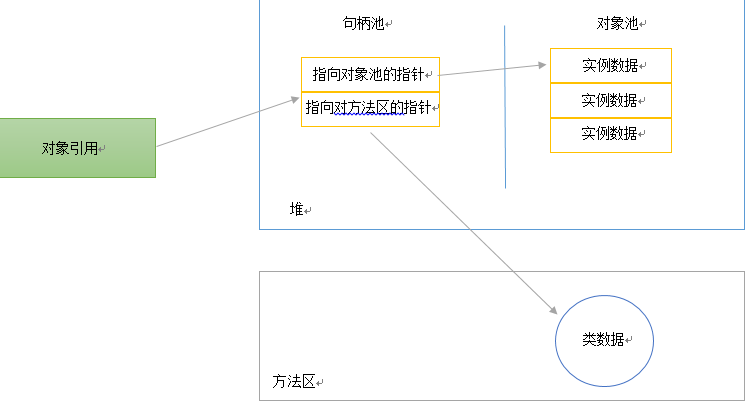 句柄池
对象池
指向对象池的指针
实例数据
指向对方法区的指针
实例数据
对象引用
实例数据
堆
类数据
方法区